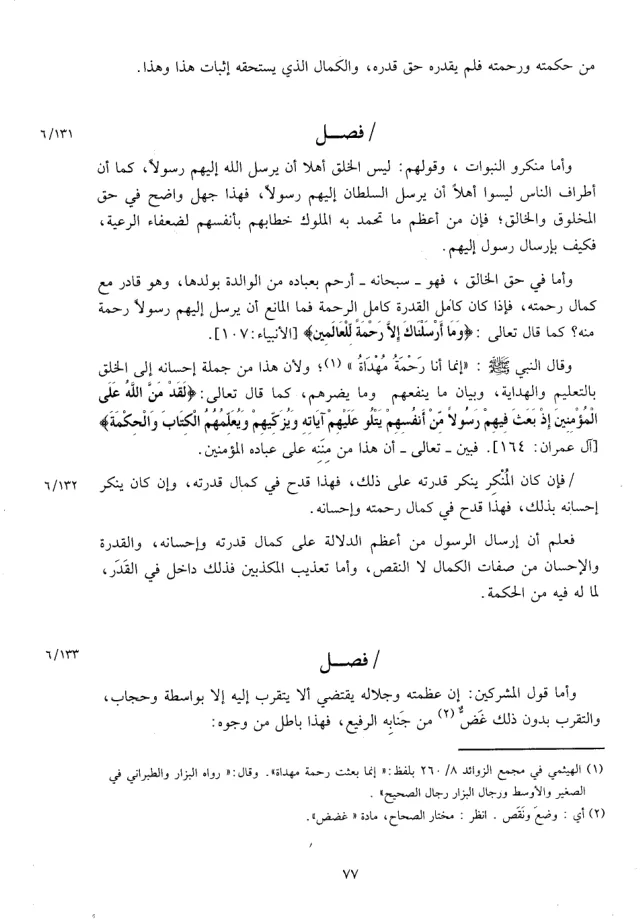 من حكمته ورحمته فلم يقدره حق قدره، والكمال الذي يستحقه إثبات هذا وهذا.
/ فصــل
٦/١٣١
وأما منكرو النبوات ، وقولهم: ليس الخلق أهلا أن يرسل الله إليهم رسولاً، كما أن
أطراف الناس ليسوا أهلاً أن يرسل السلطان إليهم رسولاً، فهذا جهل واضح في حق
المخلوق والخالق؛ فإن من أعظم ما تحمد به الملوك خطابهم بأنفسهم لضعفاء الرعية،
فكيف بإرسال رسول إليهم.
وأما في حق الخالق ، فهو ـ سبحانه ـ أرحم بعباده من الوالدة بولدها، وهو قادر مع
كمال رحمته، فإذا كان كامل القدرة كامل الرحمة فما المانع أن يرسل إليهم رسولاً رحمة
منه؟ كما قال تعالى :﴿وَمَا أَرْسَلْنَاكَ إِلاَّ رَحْمَةً لِّلْعَالَمِين﴾ [الأنبياء:١٠٧].
وقال النبي ﷺ : «إنما أنا رَحْمَةٌ مُهْدَاةٌ » (١)؛ ولأن هذا من جملة إحسانه إلى الخلق
بالتعليم والهداية، وبيان ما ينفعهم وما يضرهم، كما قال تعالى:﴿لَقَدْ مَنَّ اللَّهُ عَلَى
الْمُؤْمِنِينَ إِذْ بَعَثَ فِيهِمْ رَسُولاً مِّنْ أَنفُسِهِمْ يَتْلُو عَلَيْهِمْ آيَاتِهِ وَيُزَكِّيهِمْ وَيُعَلِّمُهُمُ الْكِتَابَ وَالْحِكْمَةَ﴾
[آل عمران: ١٦٤]. فبين ـ تعالى ـ أن هذا من مِنَنِه على عباده المؤمنين.
/ فإن كان المُنْكِر ينكر قدرته على ذلك، فهذا قدح في كمال قدرته، وإن كان ينكر
٦/١٣٢
إحسانه بذلك، فهذا قدح في كمال رحمته وإحسانه.
فعلم أن إرسال الرسول من أعظم الدلالة على كمال قدرته وإحسانه، والقدرة
والإحسان من صفات الكمال لا النقص، وأما تعذيب المكذبين فذلك داخل في القَدَر،
لما له فيه من الحكمة.
/ فصــل
٦/١٣٣
وأما قول المشركين: إن عظمته وجلاله يقتضي ألا يتقرب إليه إلا بواسطة وحجاب،
والتقرب بدون ذلك غَضٌّ (٢) من جَنابِه الرفيع، فهذا باطل من وجوه:
(١) الهيثمي في مجمع الزوائد ٨/ ٢٦٠ بلفظ:« إنما بعثت رحمة مهداة». وقال:« رواه البزار والطبراني في
الصغير والأوسط ورجال البزار رجال الصحيح» .
(٢) أي : وضعَ ونَقَص . انظر : مختار الصحاح، مادة « غضض».
٧٧